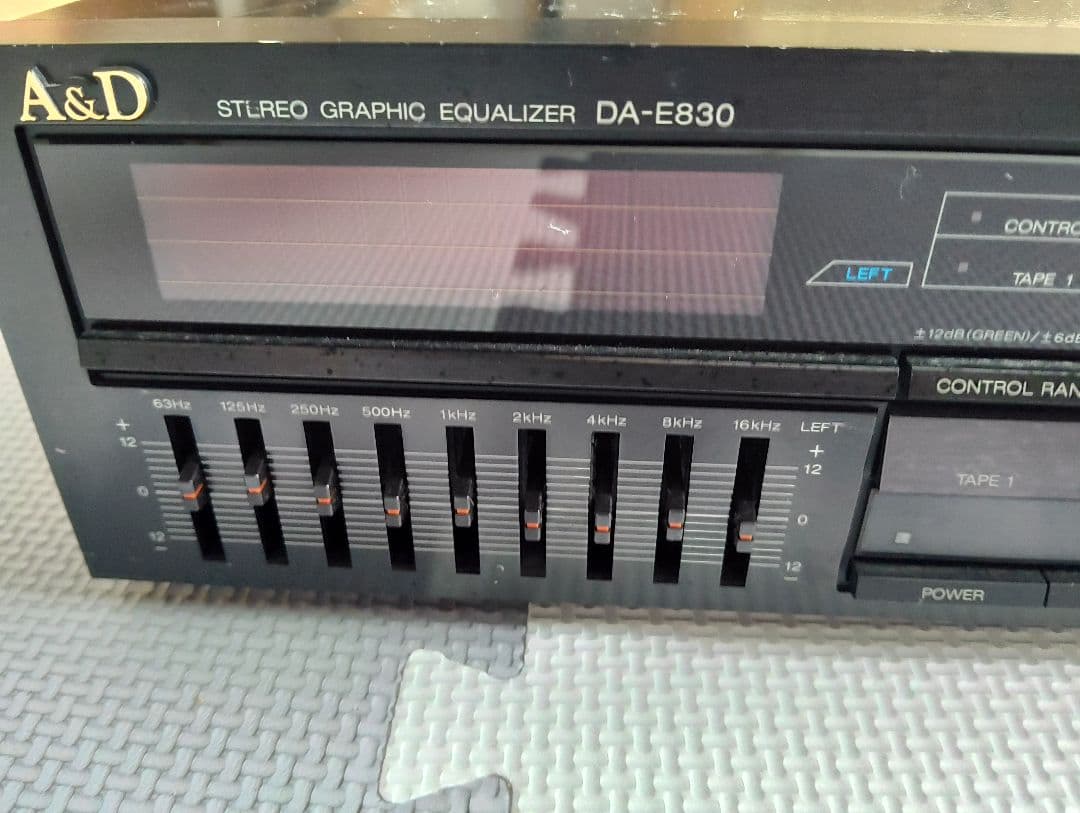 A&D STEREO GRAPHIC EQUALIZER DA-E830
CONTRO
LEFT
TAPE 1
±12dB(GREEN)/±6dB
CONTROL RAN
63Hz 125Hz 250Hz 500Hz 1kHz 2kHz 4kHz 8kHz 16kHz LEFT
+ +
12 12
0 0
12 12
− −
TAPE 1
POWER